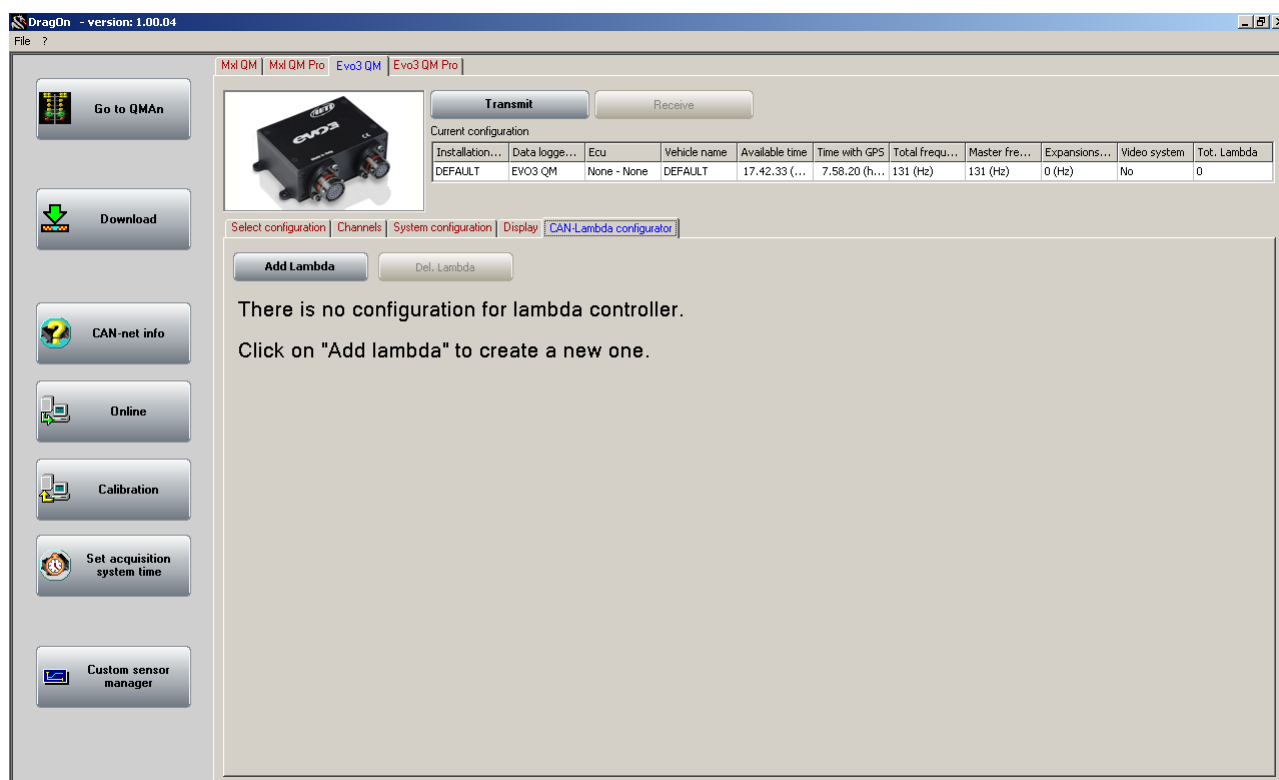 DragOn - version: 1.00.04
File ?
Mxl QM Mxl QM Pro Evo3 QM Evo3 QM Pro
Go to QMAn
Transmit Receive
Current configuration
Installation... Data logge... Ecu Vehicle name Available time Time with GPS Total frequ... Master fre... Expansions... Video system Tot. Lambda
DEFAULT EVO3 QM None - None DEFAULT 17.42.33 (... 7.58.20 (h... 131 (Hz) 131 (Hz) 0 (Hz) No 0
EVO3
Download
Select configuration Channels System configuration Display CAN-Lambda configurator
Add Lambda Del. Lambda
There is no configuration for lambda controller.
Click on "Add lambda" to create a new one.
CAN-net info
Online
Calibration
Set acquisition
system time
Custom sensor
manager